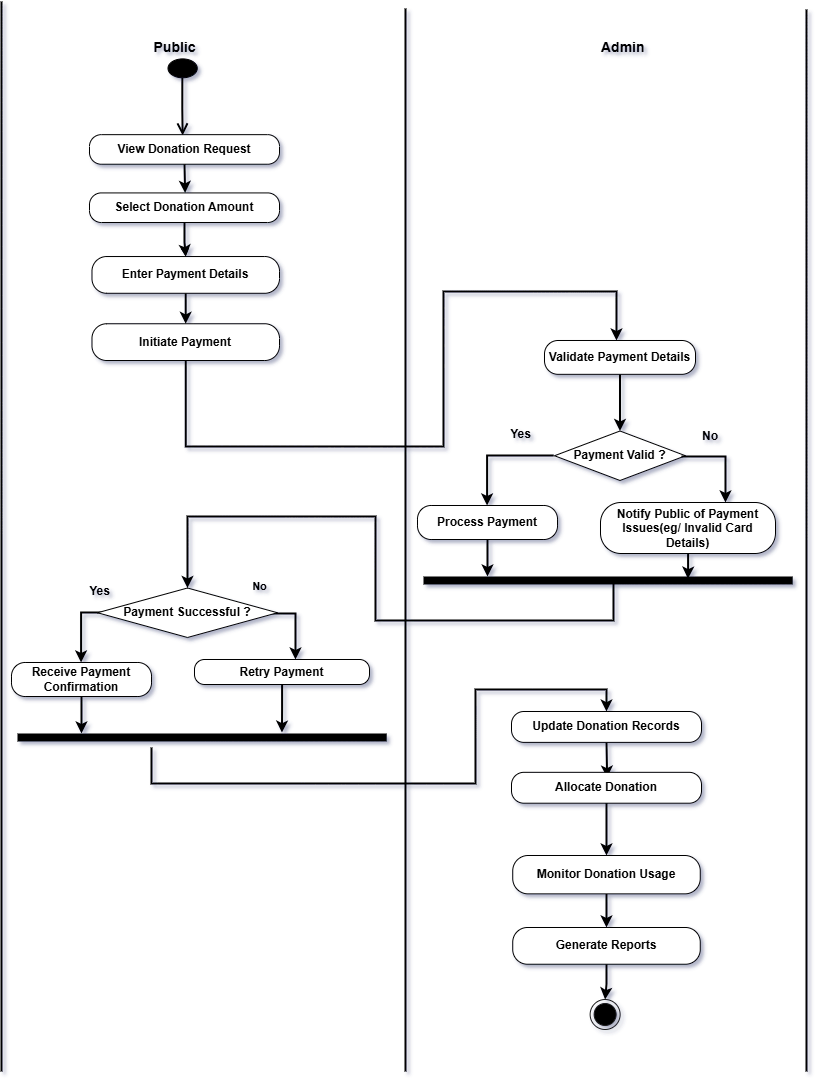 Public
Admin
View Donation Request
Select Donation Amount
Enter Payment Details
Initiate Payment
Validate Payment Details
Yes
Payment Valid ?
No
Process Payment
Notify Public of Payment
Issues(eg/ Invalid Card
Details)
Yes
Payment Successful ?
No
Receive Payment
Confirmation
Retry Payment
Update Donation Records
Allocate Donation
Monitor Donation Usage
Generate Reports